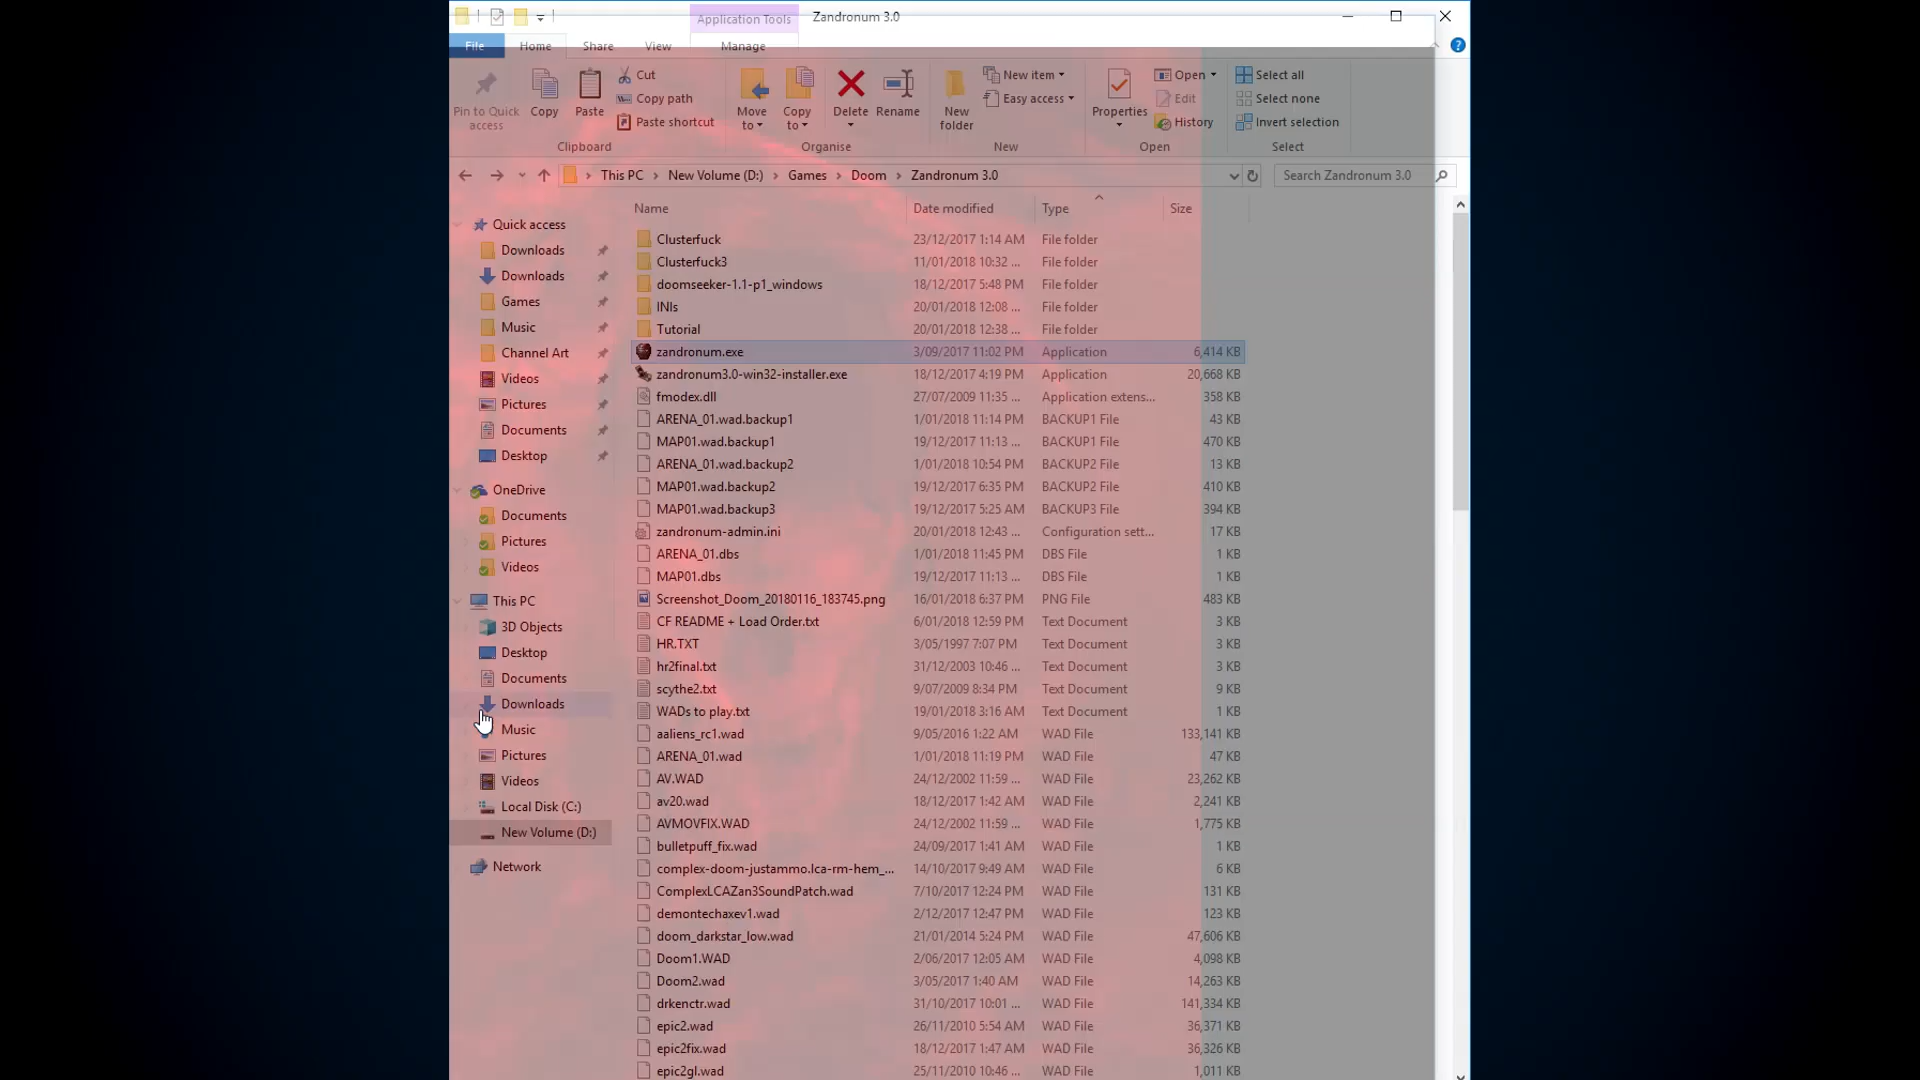 Application Tools Zandronum 3.0
File Home Share View Manage
Pin to Quick access
Copy
Paste
Cut
Copy path
Paste shortcut
Clipboard
Move to
Copy to
Delete
Rename
Organise
New folder
New item
Easy access
New
Properties
Open
Edit
History
Open
Select all
Select none
Invert selection
Select
This PC > New Volume (D:) > Games > Doom > Zandronum 3.0
Search Zandronum 3.0
Quick access
Downloads
Downloads
Games
Music
Channel Art
Videos
Pictures
Documents
Desktop
OneDrive
Documents
Pictures
Videos
This PC
3D Objects
Desktop
Documents
Downloads
Music
Pictures
Videos
Local Disk (C:)
New Volume (D:)
Network
Name Date modified Type Size
Clusterfuck 23/12/2017 1:14 AM File folder
Clusterfuck3 11/01/2018 10:32 ... File folder
doomseeker-1.1-p1_windows 18/12/2017 5:48 PM File folder
INIs 20/01/2018 12:08 ... File folder
Tutorial 20/01/2018 12:38 ... File folder
zandronum.exe 3/09/2017 11:02 PM Application 6,414 KB
zandronum3.0-win32-installer.exe 18/12/2017 4:19 PM Application 20,668 KB
fmodex.dll 27/07/2009 11:35 ... Application extens... 358 KB
ARENA_01.wad.backup1 1/01/2018 11:14 PM BACKUP1 File 43 KB
MAP01.wad.backup1 19/12/2017 11:13 ... BACKUP1 File 470 KB
ARENA_01.wad.backup2 1/01/2018 10:54 PM BACKUP2 File 13 KB
MAP01.wad.backup2 19/12/2017 6:35 PM BACKUP2 File 410 KB
MAP01.wad.backup3 19/12/2017 5:25 AM BACKUP3 File 394 KB
zandronum-admin.ini 20/01/2018 12:43 ... Configuration sett... 17 KB
ARENA_01.dbs 1/01/2018 11:45 PM DBS File 1 KB
MAP01.dbs 19/12/2017 11:13 ... DBS File 1 KB
Screenshot_Doom_20180116_183745.png 16/01/2018 6:37 PM PNG File 483 KB
CF README + Load Order.txt 6/01/2018 12:59 PM Text Document 3 KB
HR.TXT 3/05/1997 7:07 PM Text Document 3 KB
hr2final.txt 31/12/2003 10:46 ... Text Document 3 KB
scythe2.txt 9/07/2009 8:34 PM Text Document 9 KB
WADs to play.txt 19/01/2018 3:16 AM Text Document 1 KB
aaliens_rc1.wad 9/05/2016 1:22 AM WAD File 133,141 KB
ARENA_01.wad 1/01/2018 11:19 PM WAD File 47 KB
AV.WAD 24/12/2002 11:59 ... WAD File 23,262 KB
av20.wad 18/12/2017 1:42 AM WAD File 2,241 KB
AVMOVFIX.WAD 24/12/2002 11:59 ... WAD File 1,775 KB
bulletpuff_fix.wad 24/09/2017 1:41 AM WAD File 1 KB
complex-doom-justammo.lca-rm-hem_... 14/10/2017 9:49 AM WAD File 6 KB
ComplexLCAZan3SoundPatch.wad 7/10/2017 12:24 PM WAD File 131 KB
demontechaxev1.wad 2/12/2017 12:47 PM WAD File 123 KB
doom_darkstar_low.wad 21/01/2014 5:24 PM WAD File 47,606 KB
Doom1.WAD 2/06/2017 12:05 AM WAD File 4,098 KB
Doom2.wad 3/05/2017 1:40 AM WAD File 14,263 KB
drkenctr.wad 31/10/2017 10:01 ... WAD File 141,334 KB
epic2.wad 26/11/2010 5:54 AM WAD File 36,371 KB
epic2fix.wad 18/12/2017 1:47 AM WAD File 36,326 KB
epic2gl.wad 25/11/2010 10:46 ... WAD File 1,011 KB